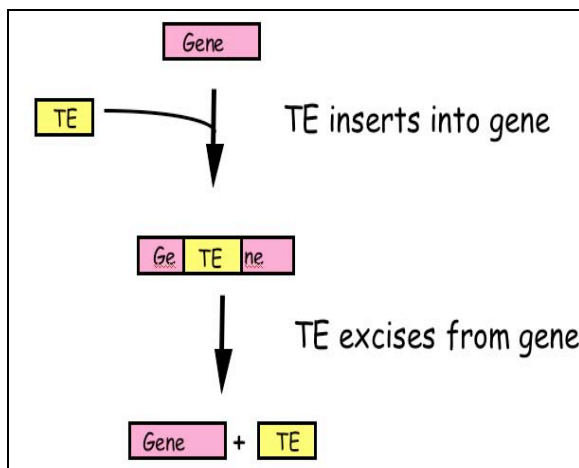 Gene
TE
TE inserts into gene
Ge TE ne
TE excises from gene
Gene + TE